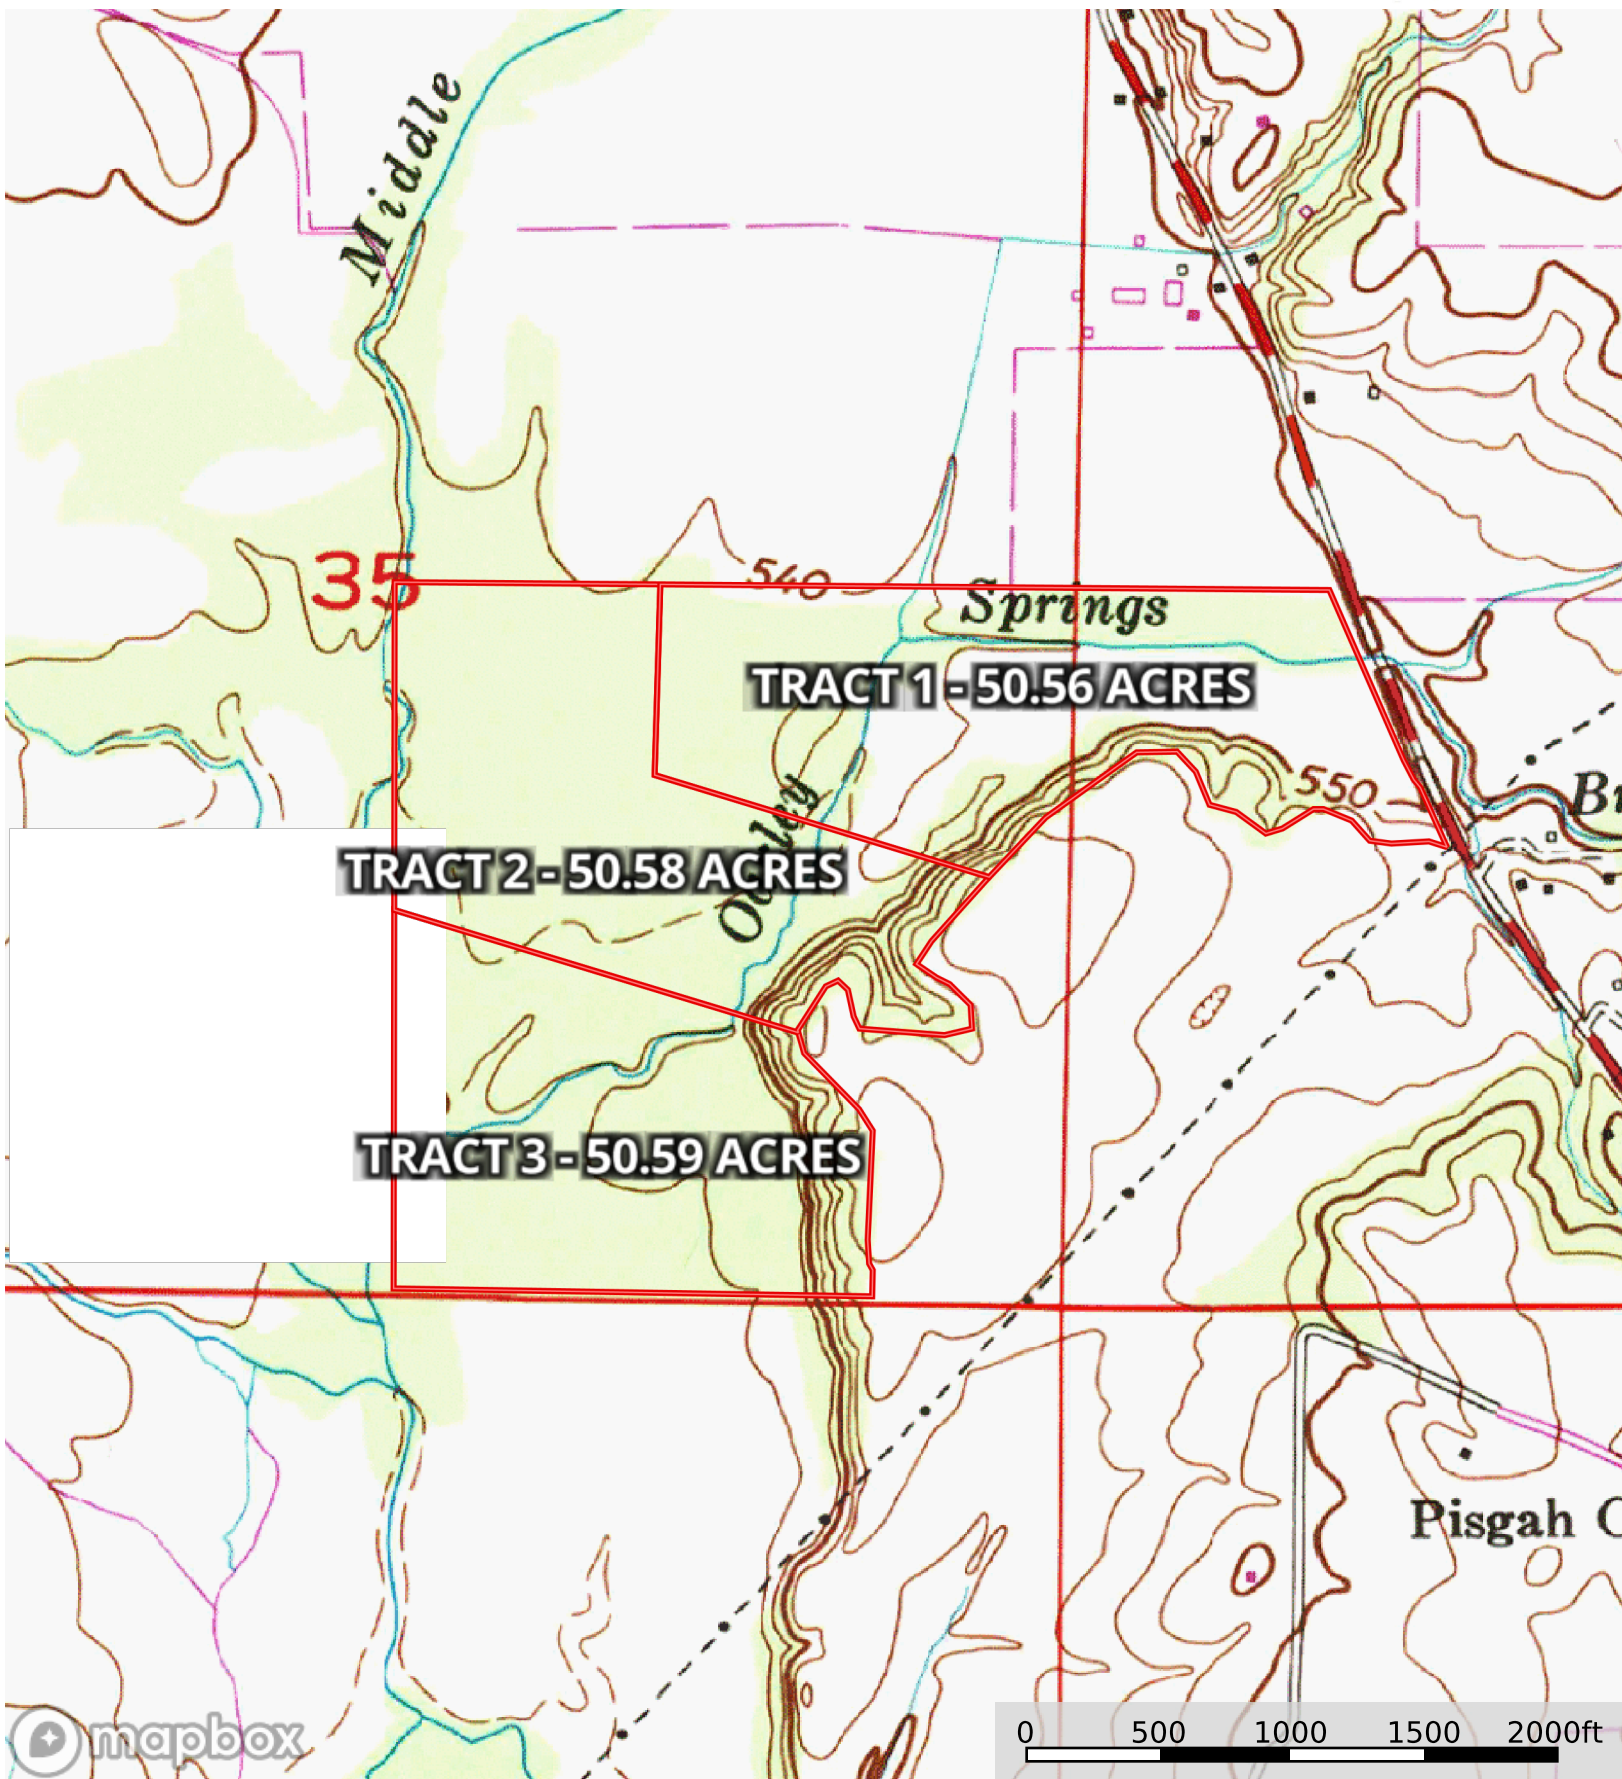 Middle
35
540
Springs
TRACT 1 - 50.56 ACRES
550
Ockley
TRACT 2 - 50.58 ACRES
TRACT 3 - 50.59 ACRES
Pisgah
mapbox
0 500 1000 1500 2000ft